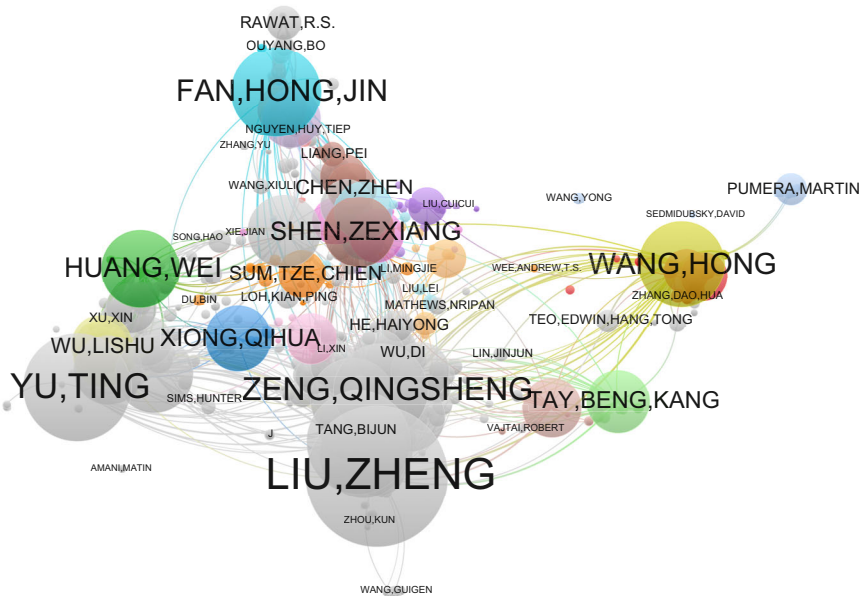 RAWAT,R.S.
OUYANG,BO
FAN,HONG,JIN
NGUYEN,HUY,TIEP
ZHANG,YU
LIANG,PEI
WANG,XIULI
CHEN,ZHEN
LIU,CUICUI
WANG,YONG
PUMERA,MARTIN
SEDMIDUBSKY,DAVID
SONG,HAO
XIE,JIAN
SHEN,ZEXIANG
HUANG,WEI
SUM,TZE,CHIEN
LI,MINGJIE
WEE,ANDREW,T.S.
WANG,HONG
LIU,LEI
DU,BIN
LOH,KIAN,PING
MATHEWS,NRIPAN
ZHANG,DAO,HUA
XU,XIN
HE,HAIYONG
TEO,EDWIN,HANG,TONG
WU,LISHU
XIONG,QIHUA
LI,XIN
WU,DI
LIN,JINJUN
YU,TING
SIMS,HUNTER
ZENG,QINGSHENG
TAY,BENG,KANG
TANG,BIJUN
VAJTAI,ROBERT
J
AMANI,MATIN
LIU,ZHENG
ZHOU,KUN
WANG,GUIGEN